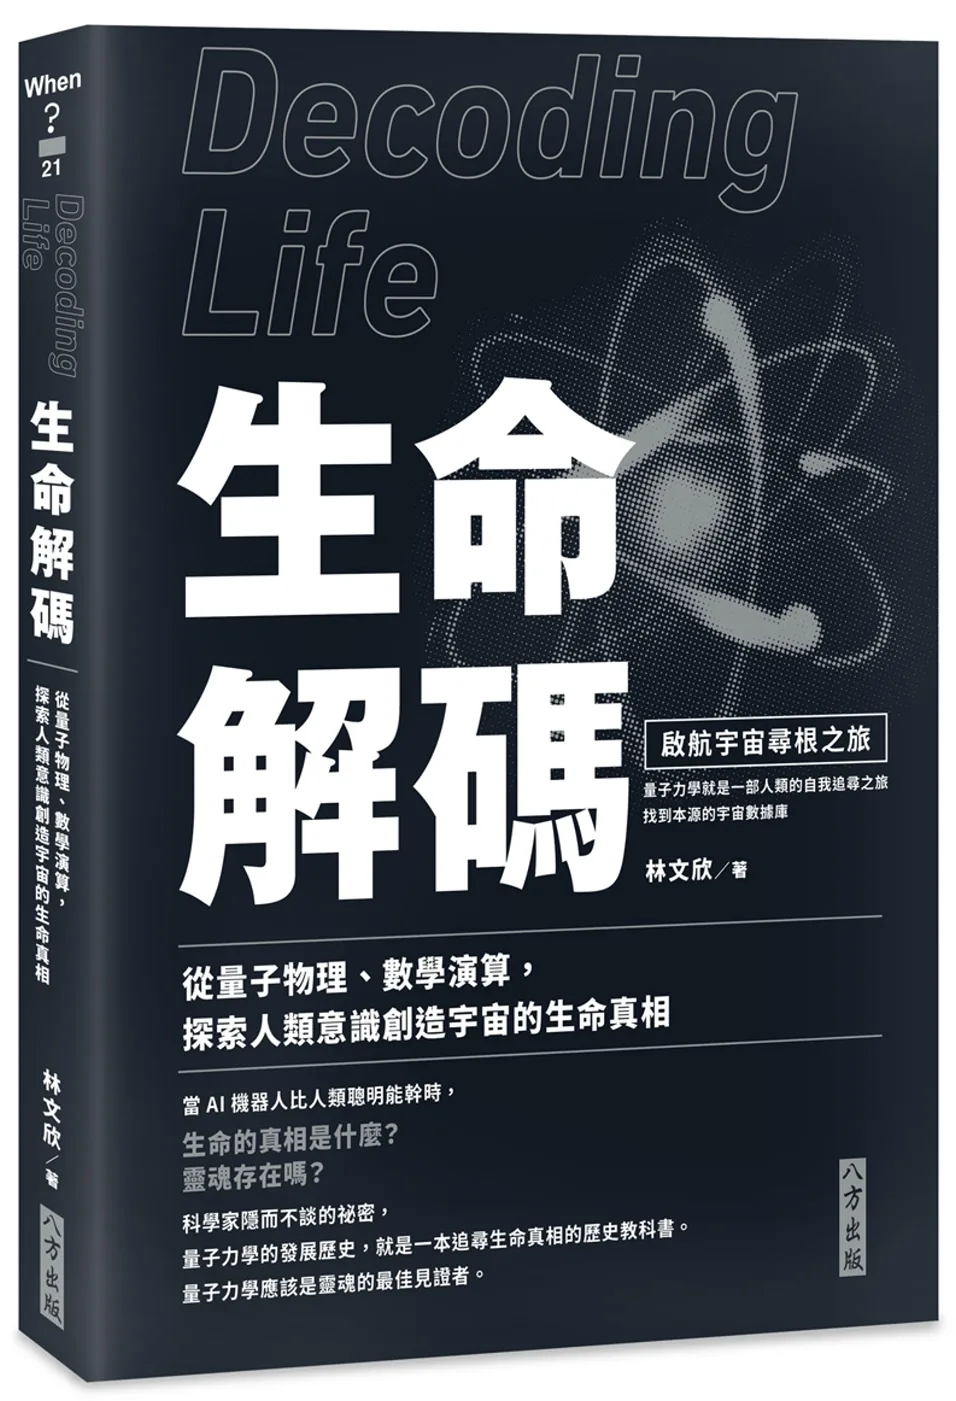 When
?
21
Decoding
Life
生命解碼
從量子物理、數學演算，
探索人類意識創造宇宙的生命真相
林文欣／著
八方出版
Decoding
Life
生命
解碼
啟航宇宙尋根之旅
量子力學就是一部人類的自我追尋之旅
找到本源的宇宙數據庫
林文欣／著
從量子物理、數學演算，
探索人類意識創造宇宙的生命真相
當 AI 機器人比人類聰明能幹時，
生命的真相是什麼？
靈魂存在嗎？
科學家隱而不談的祕密，
量子力學的發展歷史，就是一本追尋生命真相的歷史教科書。
量子力學應該是靈魂的最佳見證者。
八方出版